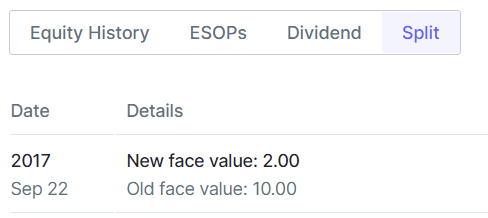 Equity History ESOPs Dividend Split
Date Details
2017 New face value: 2.00
Sep 22 Old face value: 10.00